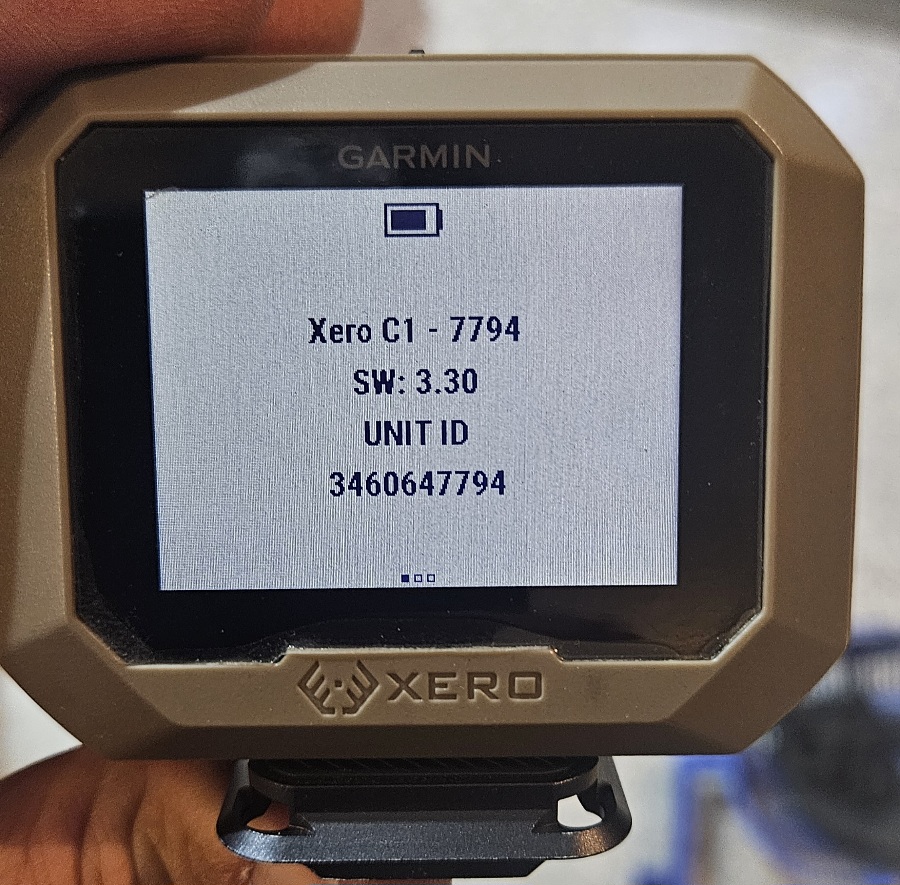 GARMIN
Xero C1 - 7794
SW: 3.30
UNIT ID
3460647794
XERO